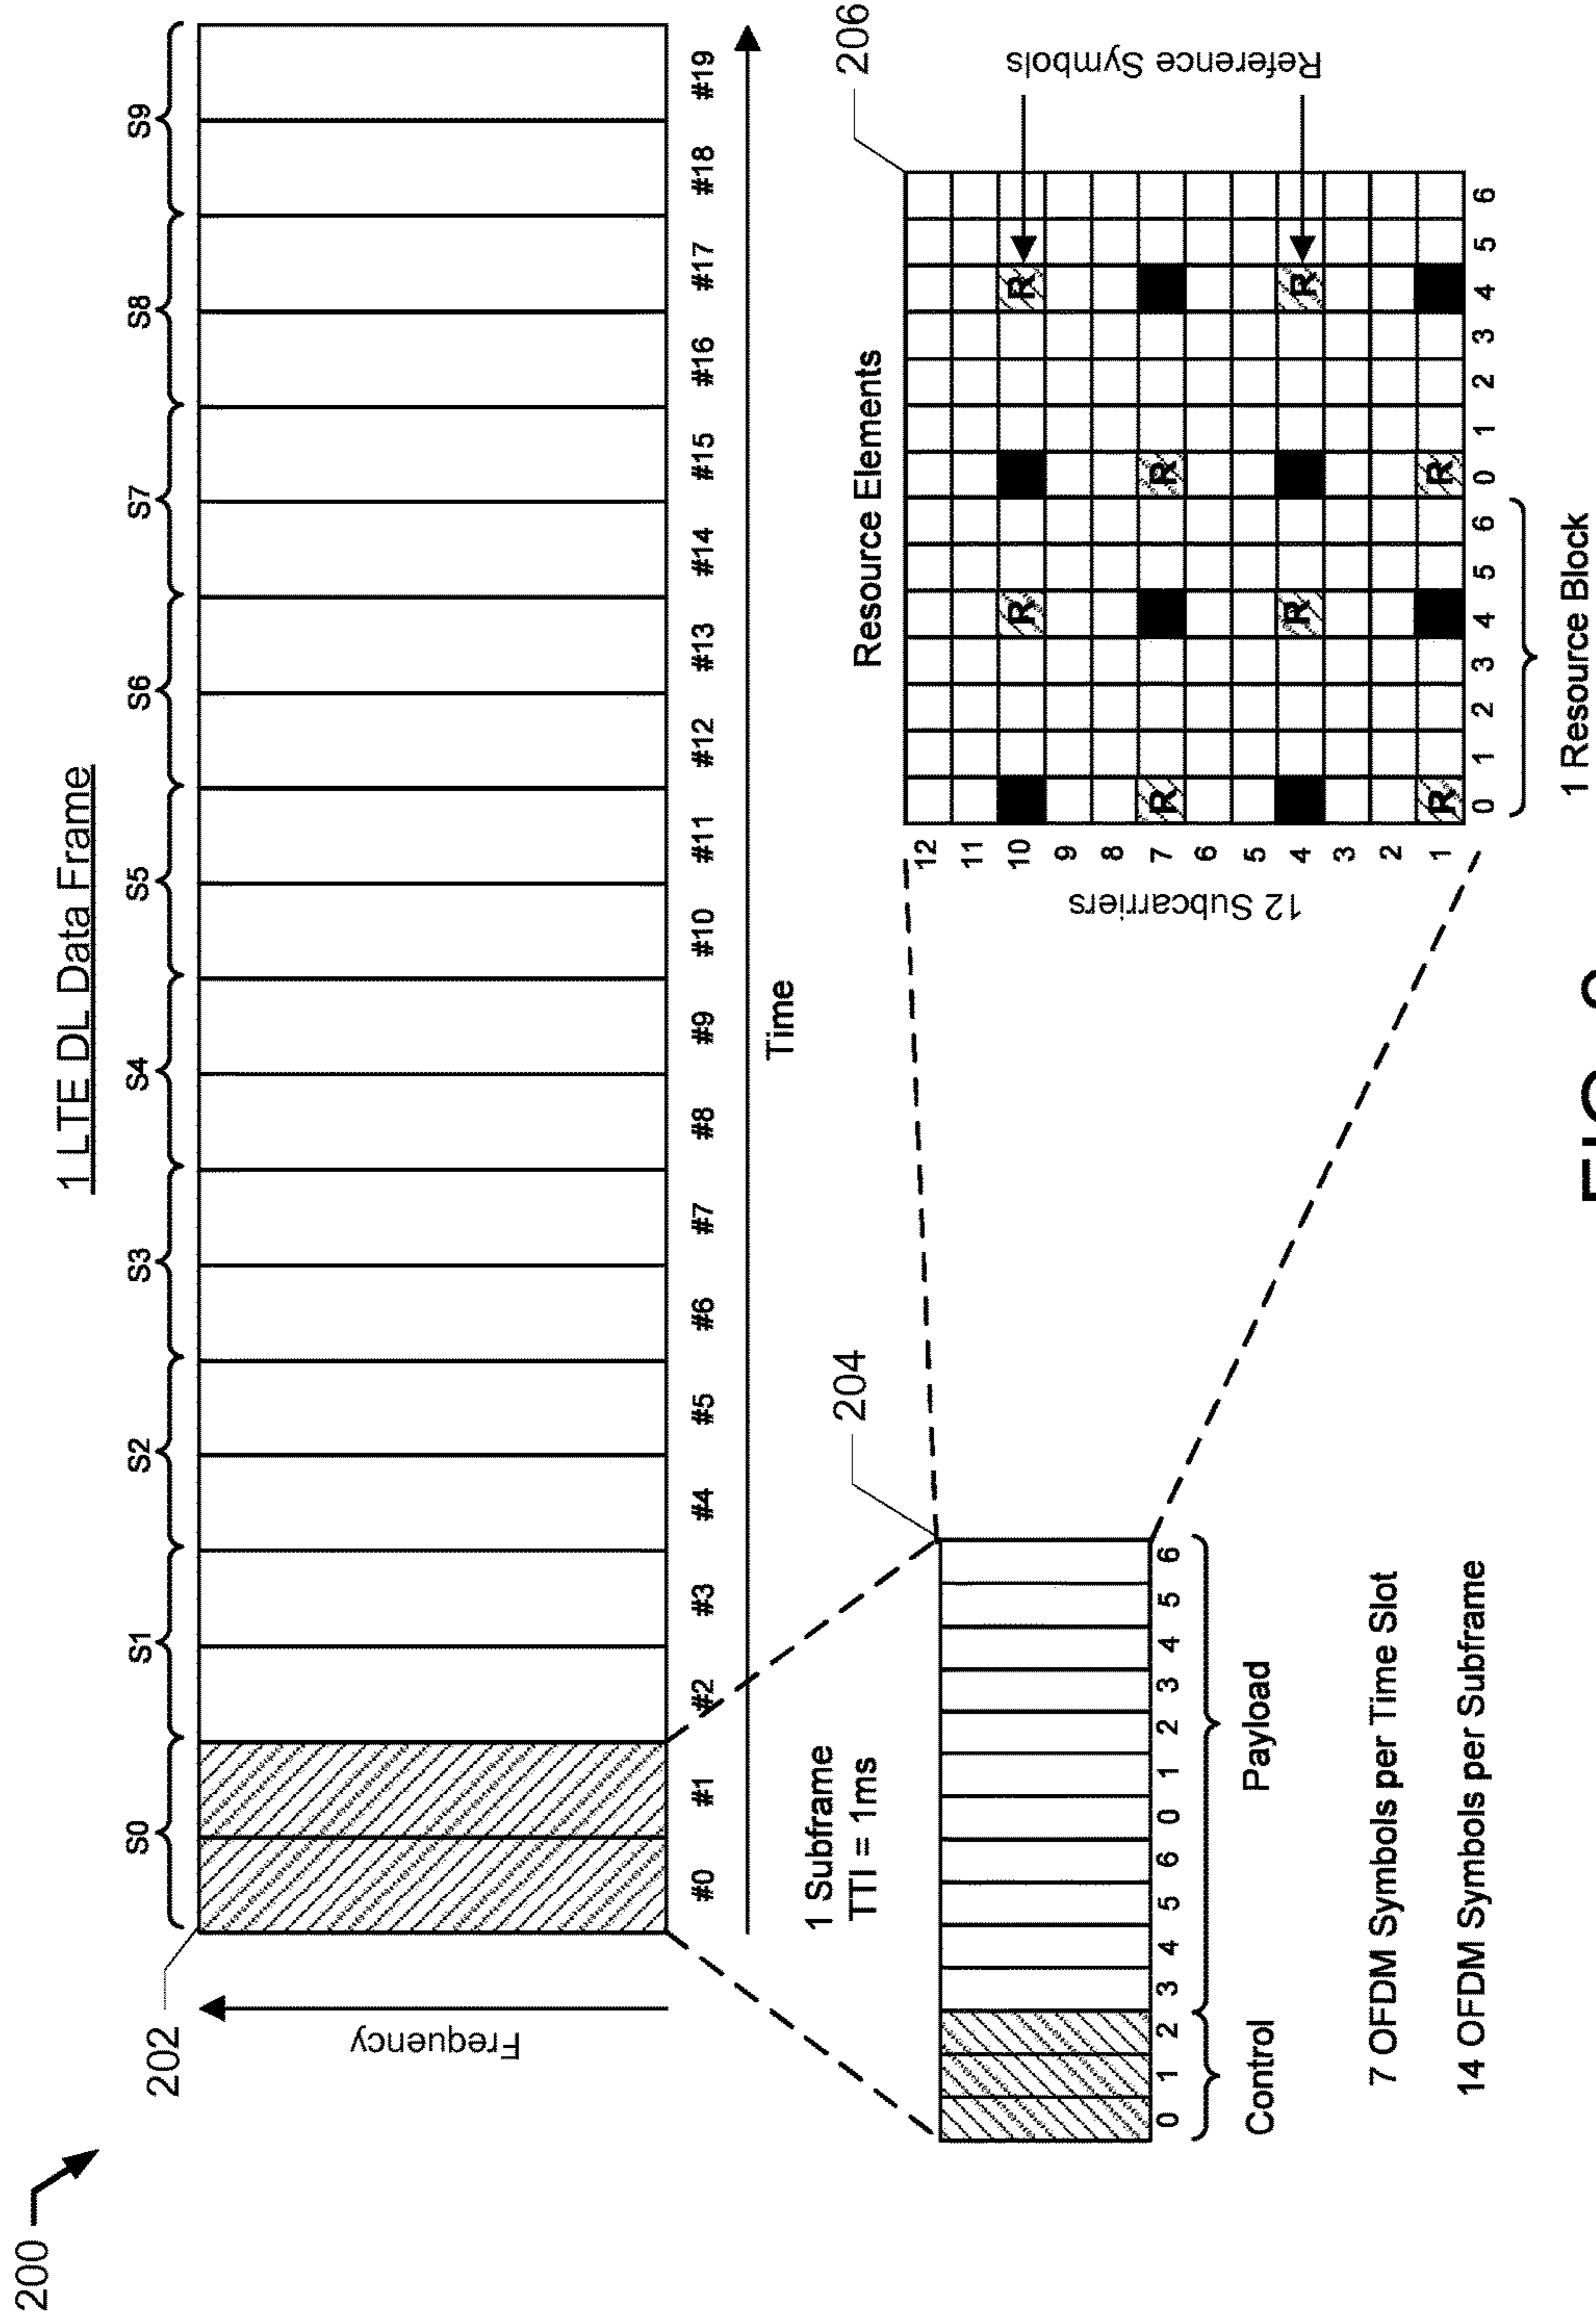 200
1 LTE DL Data Frame
S0 S1 S2 S3 S4 S5 S6 S7 S8 S9
202
Frequency
#0 #1 #2 #3 #4 #5 #6 #7 #8 #9 #10 #11 #12 #13 #14 #15 #16 #17 #18 #19
Time
1 Subframe
TTI = 1ms
204
0 1 2 3 4 5 6 0 1 2 3 4 5 6
Control Payload
7 OFDM Symbols per Time Slot
14 OFDM Symbols per Subframe
206
Resource Elements
Reference Symbols
12 Subcarriers
12
11
10 R R
9
8
7 R R
6
5
4 R R
3
2
1 R R
0 1 2 3 4 5 6 0 1 2 3 4 5 6
1 Resource Block